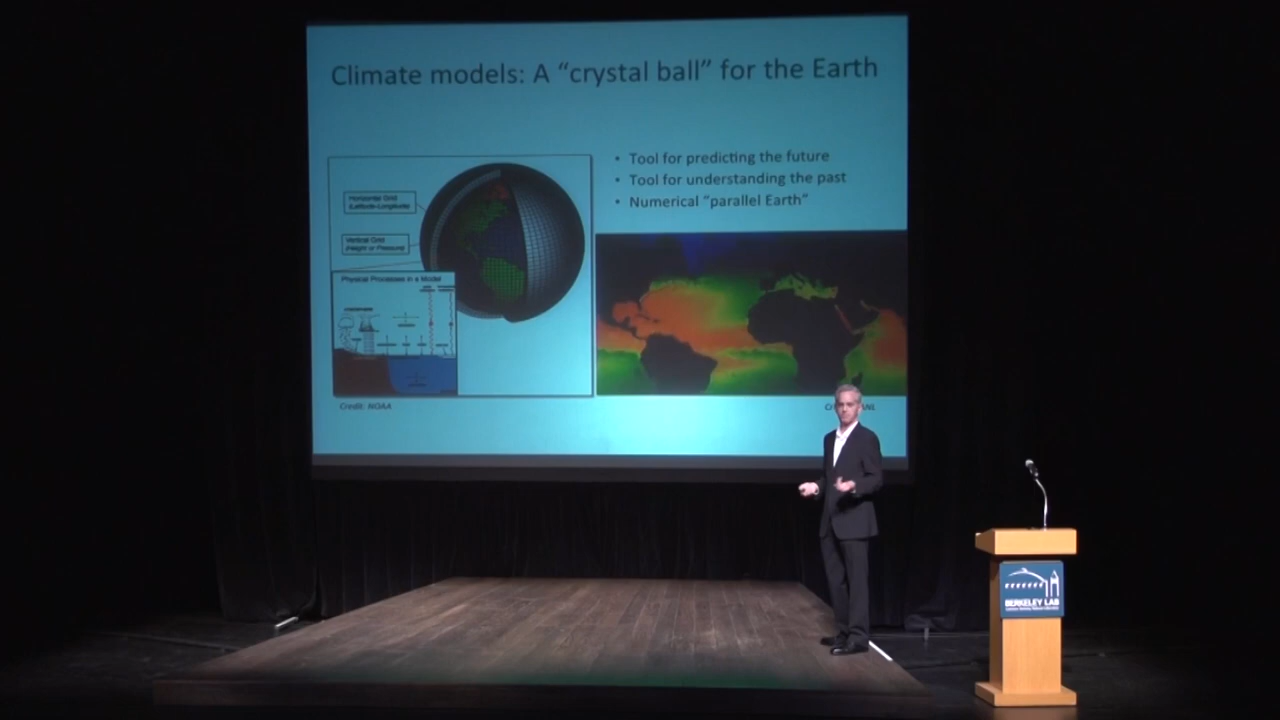 Climate models: A “crystal ball” for the Earth
• Tool for predicting the future
• Tool for understanding the past
• Numerical “parallel Earth”
Horizontal Grid
(Latitude-Longitude)
Vertical Grid
(Height or Pressure)
Physical Processes in a Model
Credit: NOAA
BERKELEY LAB